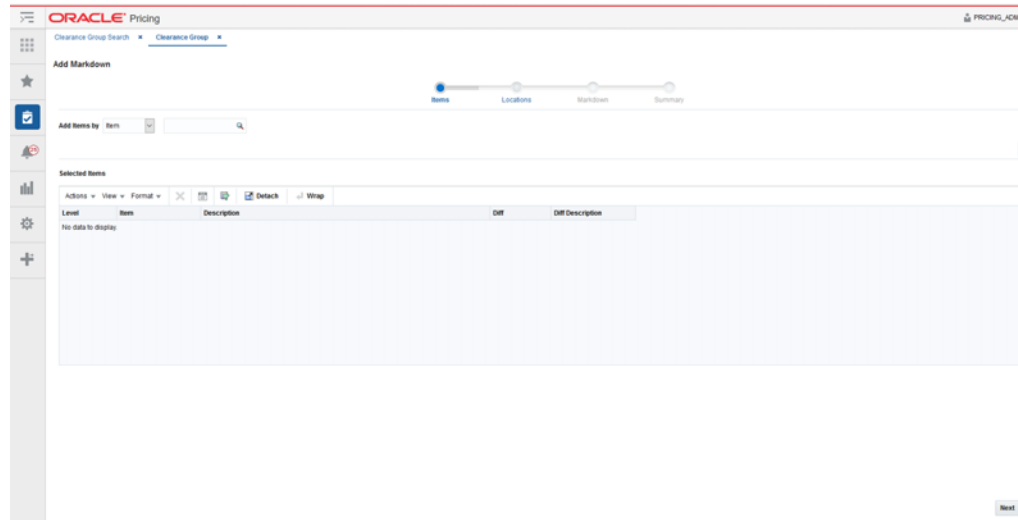 ORACLE® Pricing
PRICING_ADM
Clearance Group Search × Clearance Group ×
Add Markdown
Items Locations Markdown Summary
Add Items by Item
Selected Items
Actions View Format Detach Wrap
Level Item Description Diff Diff Description
No data to display.
Next